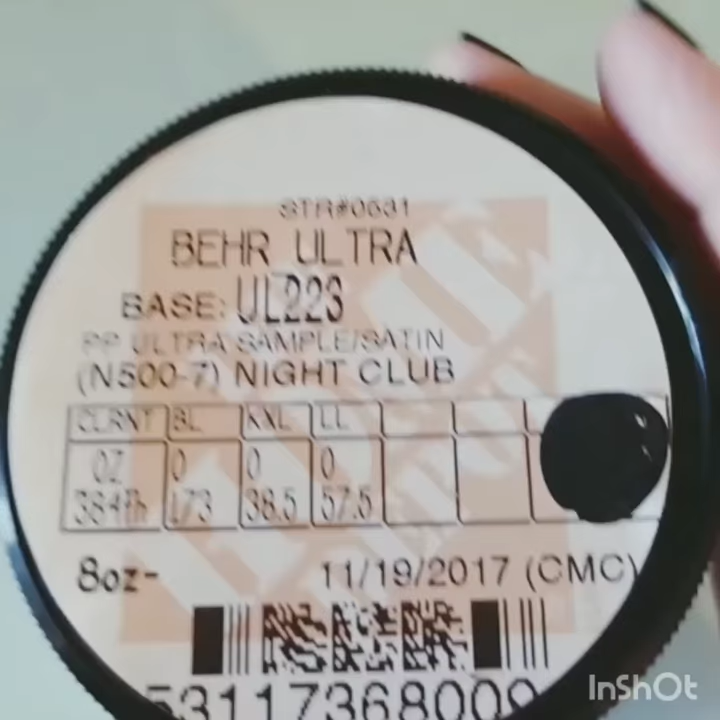 STR#0631
BEHR ULTRA
BASE: UL223
PP ULTRA SAMPLE/SATIN
(N500-7) NIGHT CLUB
CLRNT BL KXL LL
OZ 0 0 0
384th 173 38.5 57.5
8oz- 11/19/2017 (CMC)
53117368009
InShOt